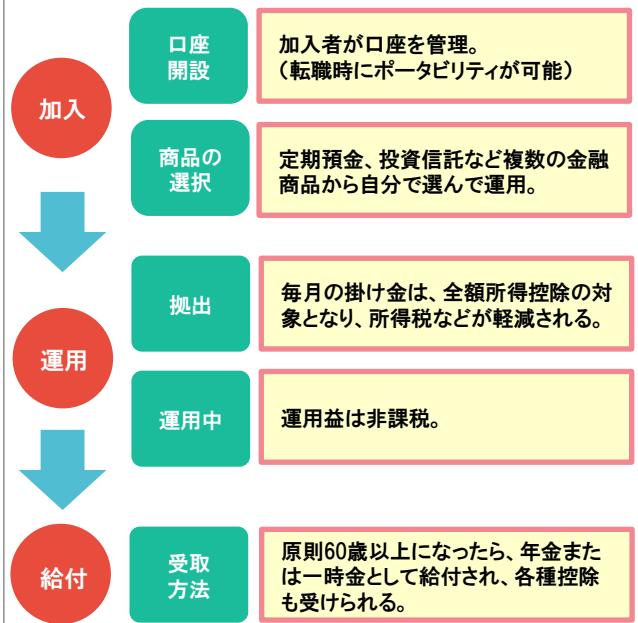 加入
口座
開設
加入者が口座を管理。
（転職時にポータビリティが可能）
商品の
選択
定期預金、投資信託など複数の金融
商品から自分で選んで運用。
運用
拠出
毎月の掛け金は、全額所得控除の対
象となり、所得税などが軽減される。
運用中
運用益は非課税。
給付
受取
方法
原則60歳以上になったら、年金また
は一時金として給付され、各種控除
も受けられる。